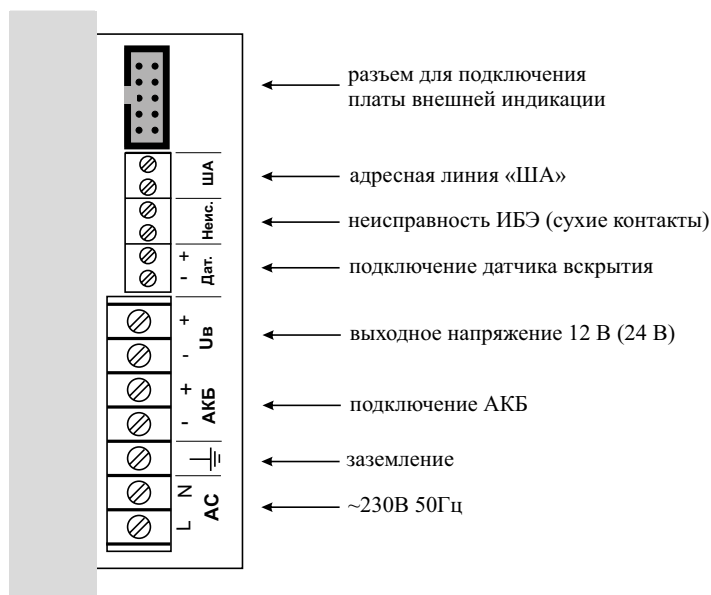 разъем для подключения
платы внешней индикации
ША
адресная линия «ША»
Неис.
неисправность ИБЭ (сухие контакты)
Дат.
- +
подключение датчика вскрытия
Uв
- +
выходное напряжение 12 В (24 В)
АКБ
- +
подключение АКБ
заземление
L N
AC
~230В 50Гц